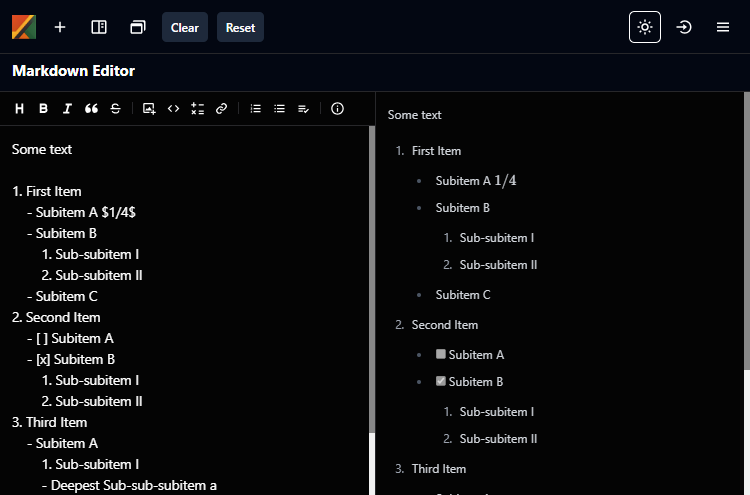 Clear Reset
Markdown Editor
H B I S
Some text
1. First Item
- Subitem A $1/4$
- Subitem B
1. Sub-subitem I
2. Sub-subitem II
- Subitem C
2. Second Item
- [ ] Subitem A
- [x] Subitem B
1. Sub-subitem I
2. Sub-subitem II
3. Third Item
- Subitem A
1. Sub-subitem I
- Deepest Sub-sub-subitem a
Some text
1. First Item
• Subitem A 1/4
• Subitem B
1. Sub-subitem I
2. Sub-subitem II
• Subitem C
2. Second Item
• Subitem A
• Subitem B
1. Sub-subitem I
2. Sub-subitem II
3. Third Item